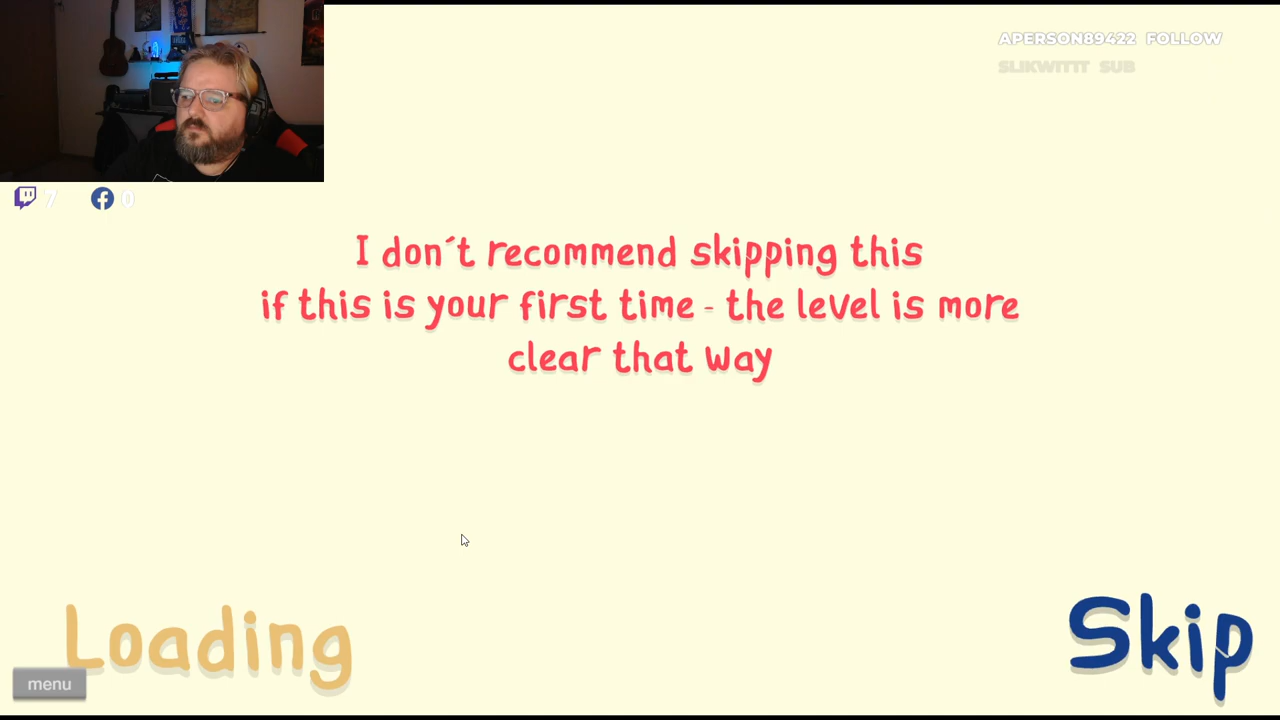 APERSON89422 FOLLOW
SLIKWITTT SUB
7
0
I don´t recommend skipping this
if this is your first time - the level is more
clear that way
Loading
Skip
menu